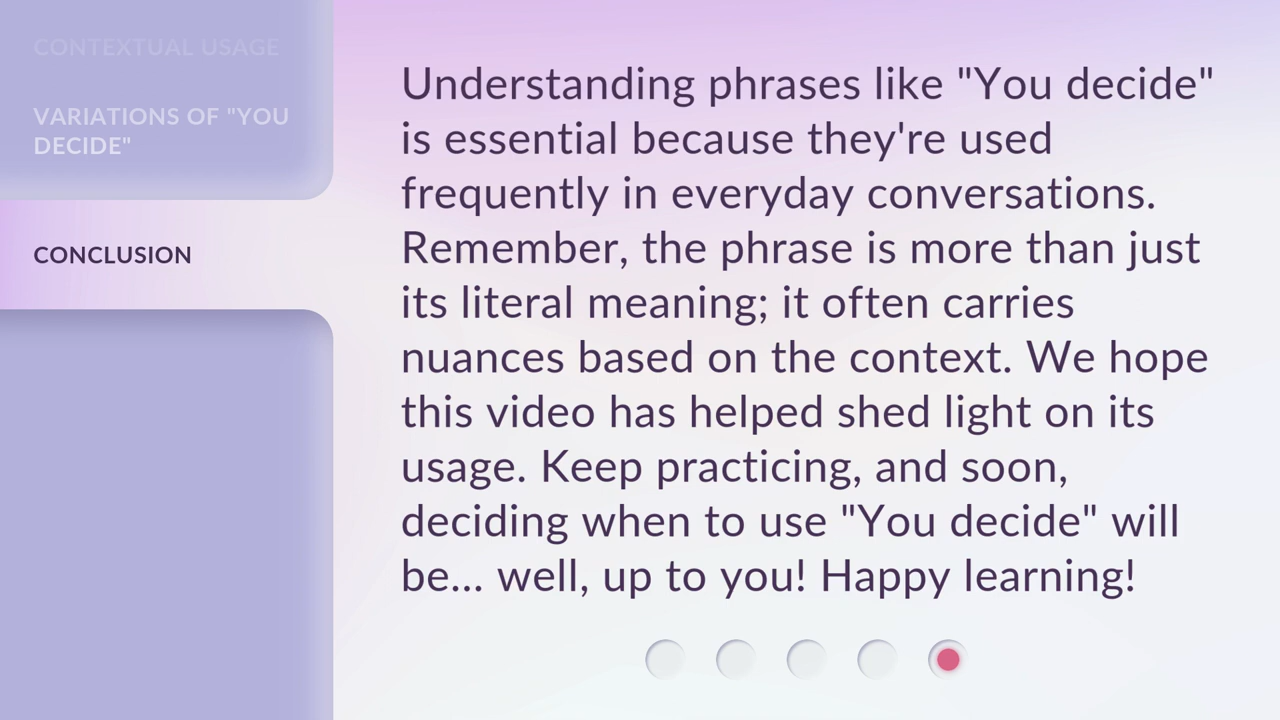 CONTEXTUAL USAGE
VARIATIONS OF "YOU
DECIDE"
CONCLUSION
Understanding phrases like "You decide"
is essential because they're used
frequently in everyday conversations.
Remember, the phrase is more than just
its literal meaning; it often carries
nuances based on the context. We hope
this video has helped shed light on its
usage. Keep practicing, and soon,
deciding when to use "You decide" will
be... well, up to you! Happy learning!